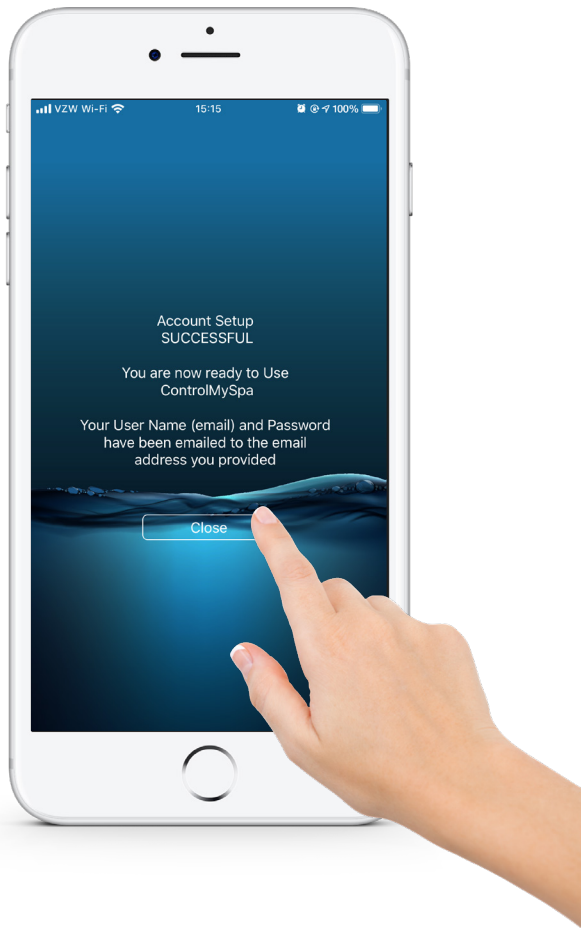 VZW Wi-Fi 15:15 100%
Account Setup
SUCCESSFUL
You are now ready to Use
ControlMySpa
Your User Name (email) and Password
have been emailed to the email
address you provided
Close